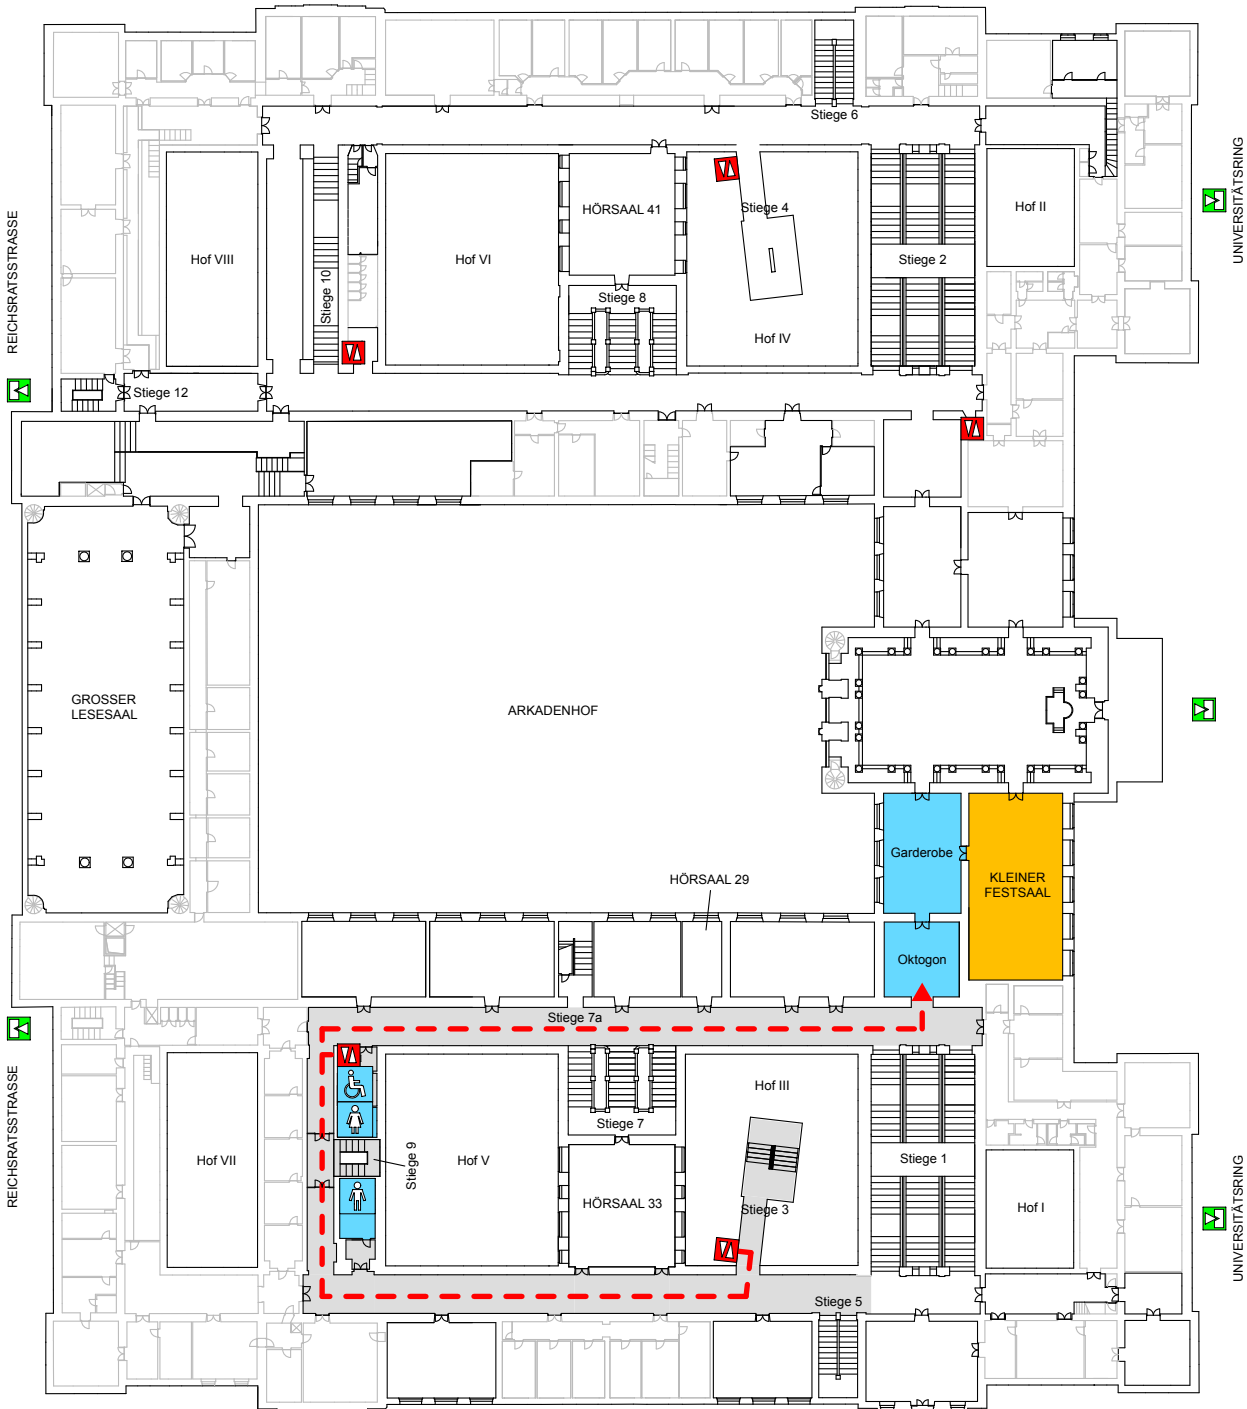 Stiege 6
REICHSRATSSTRASSE
UNIVERSITÄTSRING
HÖRSAAL 41
Stiege 4
Hof II
Hof VIII
Hof VI
Stiege 2
Stiege 10
Stiege 8
Hof IV
Stiege 12
GROSSER
LESESAAL
ARKADENHOF
Garderobe
KLEINER
FESTSAAL
HÖRSAAL 29
Oktogon
Stiege 7a
Hof III
REICHSRATSSTRASSE
Stiege 7
Stiege 9
Hof VII
Hof V
Stiege 1
HÖRSAAL 33
Stiege 3
Hof I
UNIVERSITÄTSRING
Stiege 5